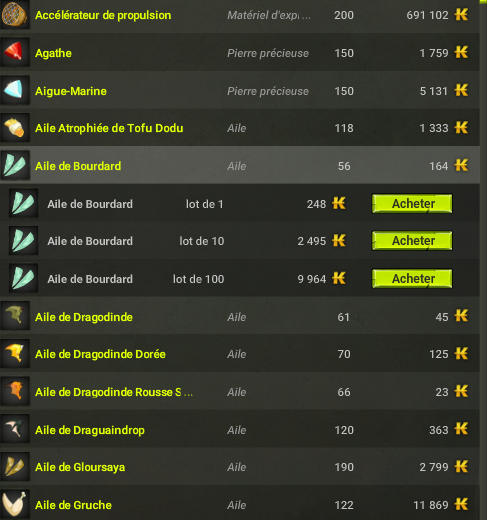 Accélérateur de propulsion Matériel d'expl ... 200 691 102
Agathe Pierre précieuse 150 1 759
Aigue-Marine Pierre précieuse 150 5 131
Aile Atrophiée de Tofu Dodu Aile 118 1 333
Aile de Bourdard Aile 56 164
Aile de Bourdard lot de 1 248 Acheter
Aile de Bourdard lot de 10 2 495 Acheter
Aile de Bourdard lot de 100 9 964 Acheter
Aile de Dragodinde Aile 61 45
Aile de Dragodinde Dorée Aile 70 125
Aile de Dragodinde Rousse S ... Aile 66 23
Aile de Draguaindrop Aile 120 363
Aile de Gloursaya Aile 190 2 799
Aile de Gruche Aile 122 11 869